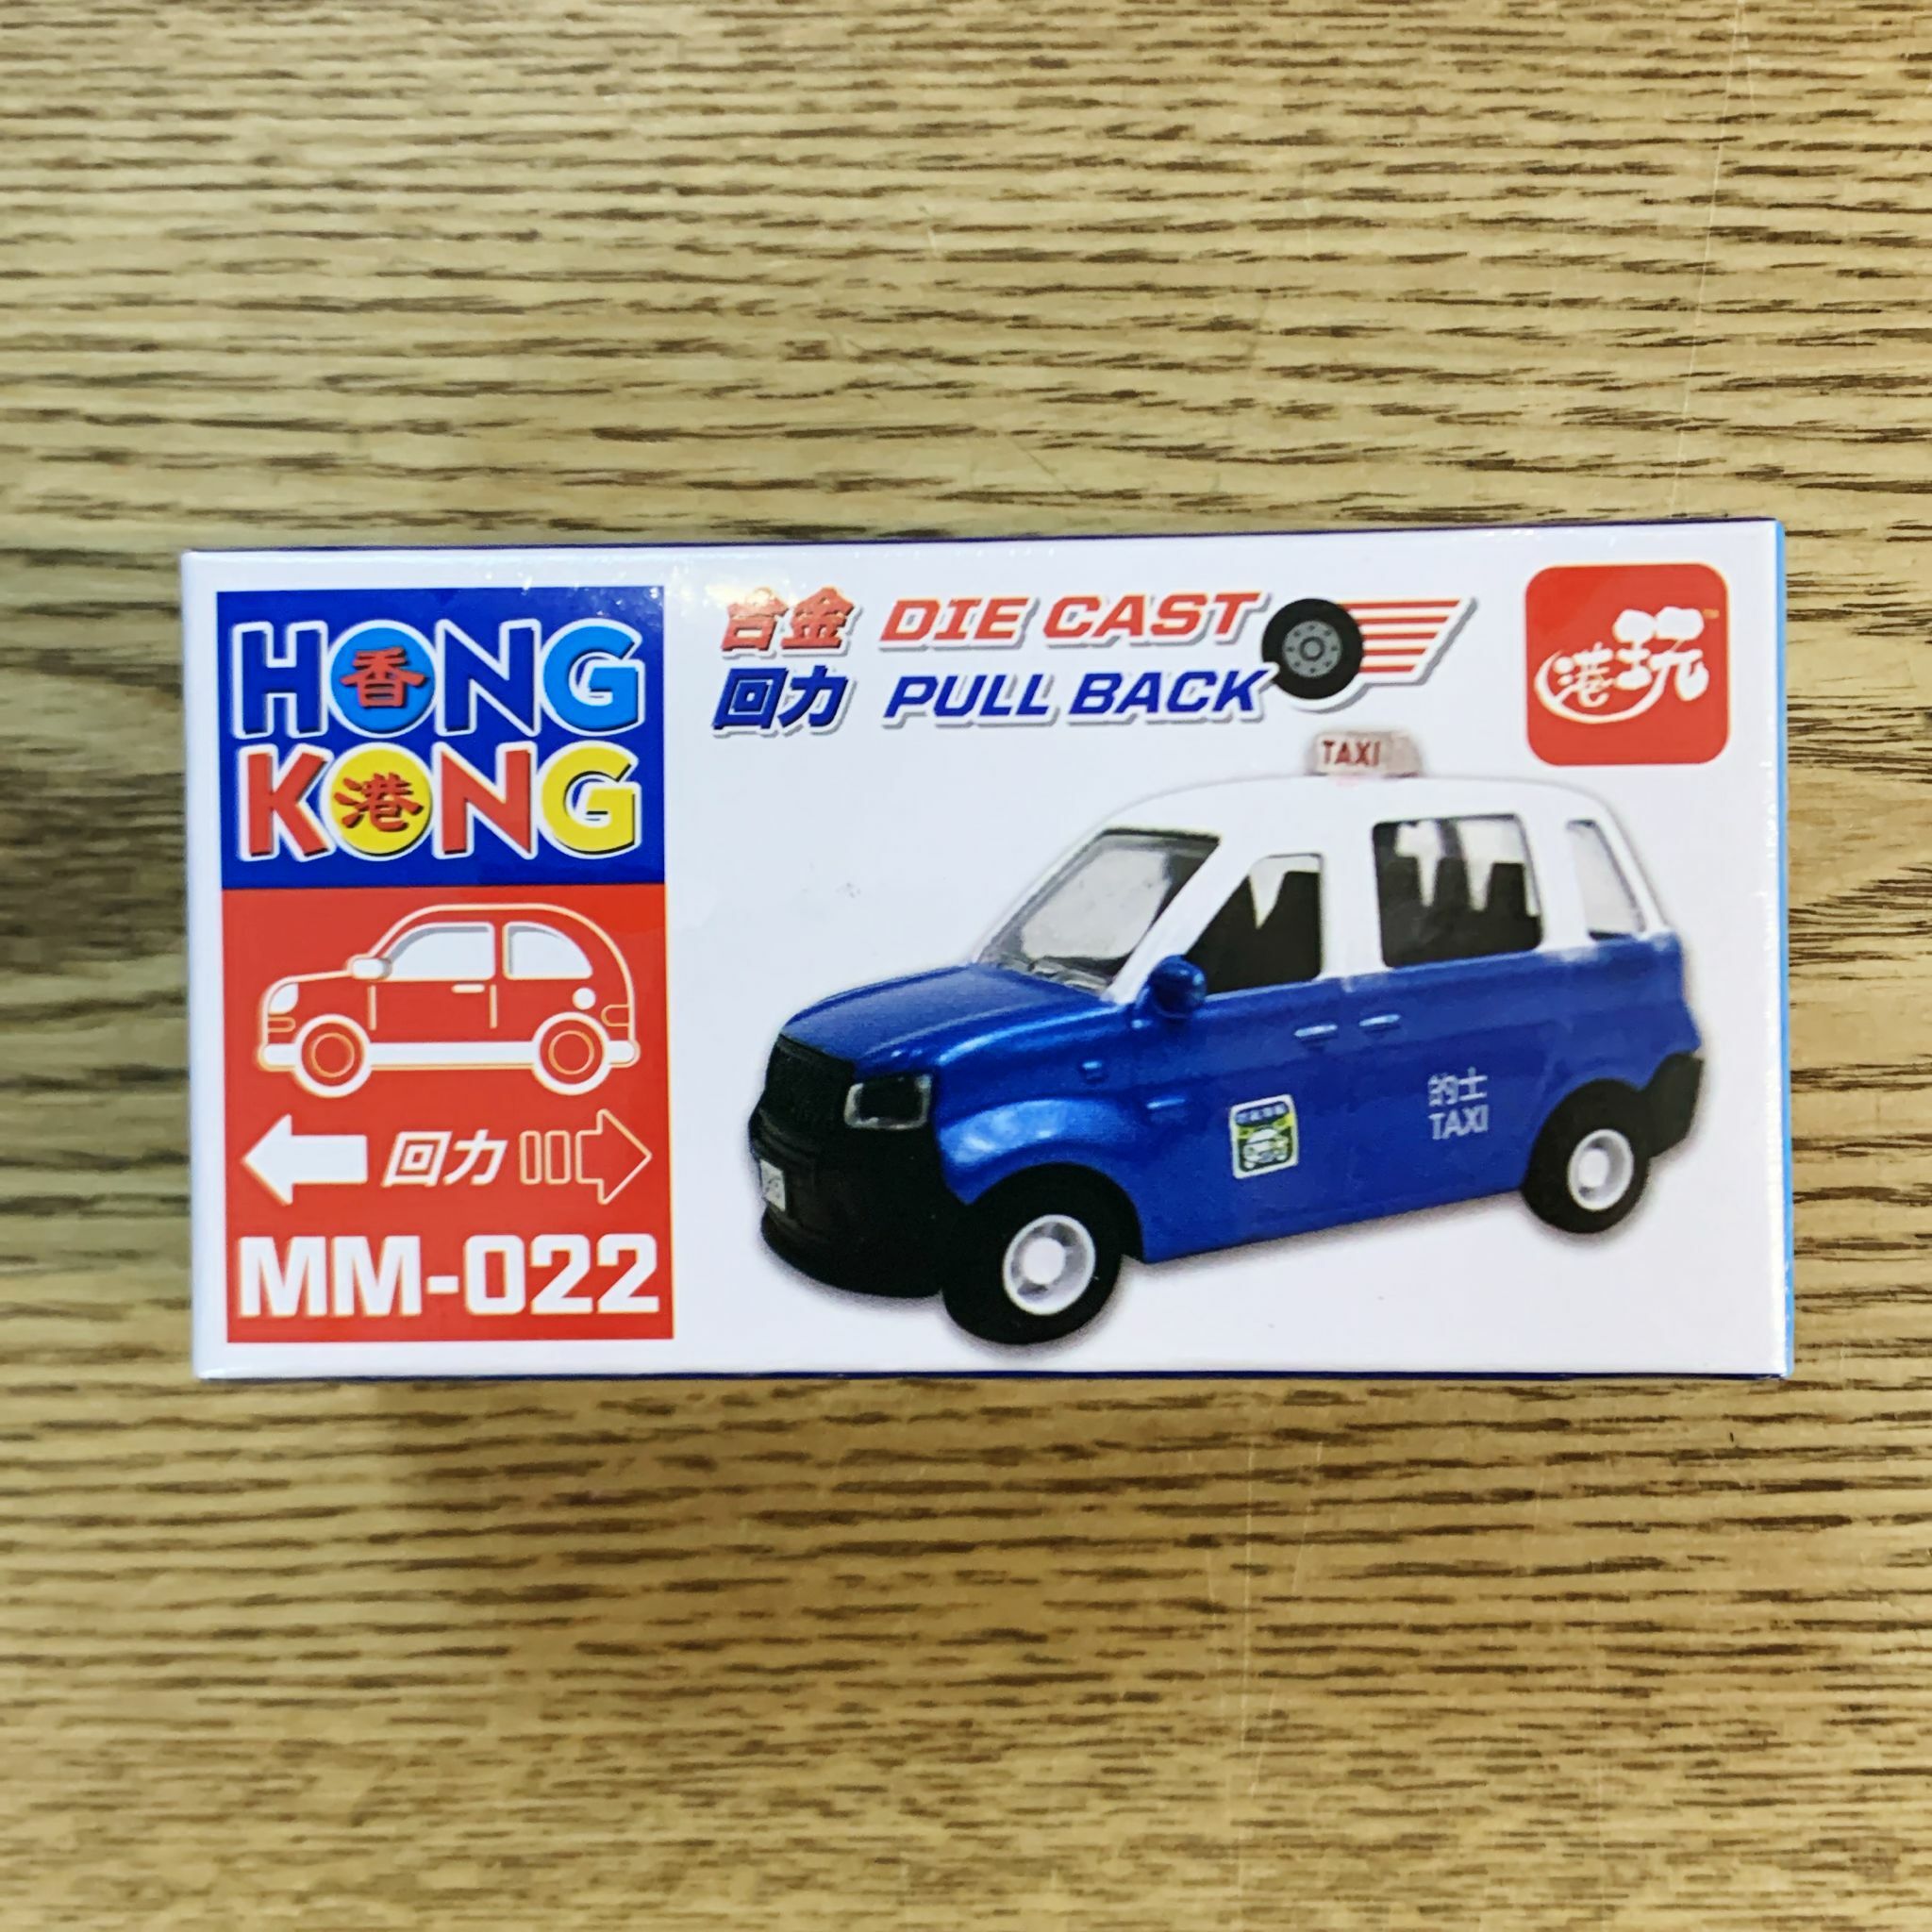 HONG
香
KONG
港
回力
MM-022
合金 DIE CAST
回力 PULL BACK
港玩
TAXI
的士
TAXI